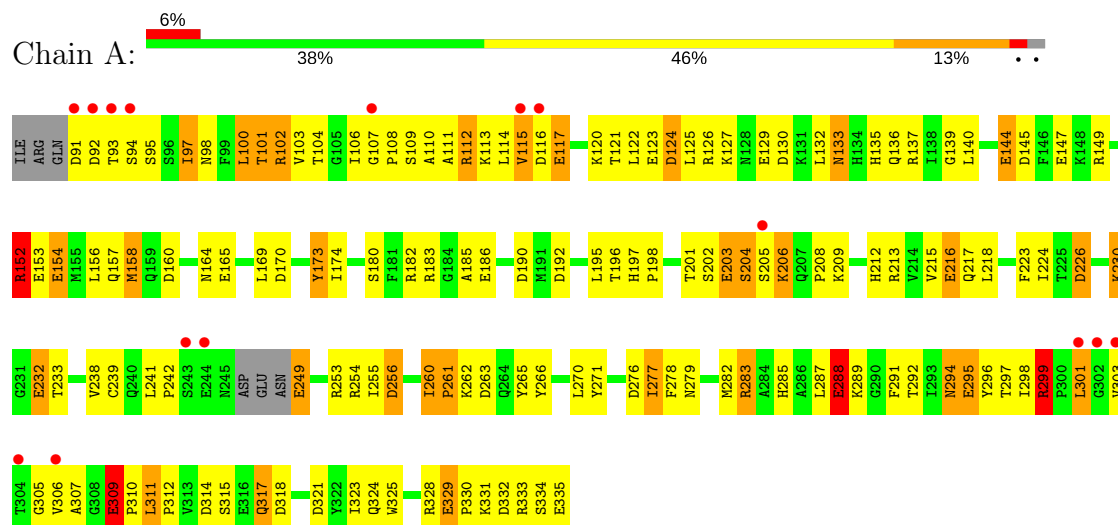 6%
Chain A:
38% 46% 13% . .
ILE ARG GLN D91 D92 T93 S94 S95 S96 I97 N98 F99 L100 T101 R102 V103 T104 G105 I106 G107 P108 S109 A110 A111 R112 K113 L114 V115 D116 E117 K120 T121 L122 E123 D124 L125 R126 K127 N128 E129 D130 K131 L132 N133 H134 H135 Q136 R137 I138 G139 L140 E144 D145 F146 E147 K148 R149
R152 E153 E154 M155 L156 Q157 M158 Q159 D160 N164 E165 L169 D170 Y173 I174 S180 F181 R182 R183 G184 A185 E186 D190 M191 D192 L195 T196 H197 P198 T201 S202 E203 S204 S205 K206 Q207 P208 K209 H212 R213 V214 V215 E216 Q217 L218 F223 I224 T225 D226 K230
G231 E232 T233 V238 C239 Q240 L241 P242 S243 E244 N245 ASP GLU ASN E249 R253 R254 I255 D256 I260 P261 K262 D263 Q264 Y265 Y266 L270 Y271 D276 I277 F278 N279 M282 R283 A284 H285 A286 L287 E288 K289 G290 F291 T292 I293 N294 E295 Y296 T297 I298 R299 P300 L301 G302 V303
T304 G305 V306 A307 G308 E309 P310 L311 P312 V313 D314 S315 E316 Q317 D318 D321 Y322 I323 Q324 W325 R328 E329 P330 K331 D332 R333 S334 E335